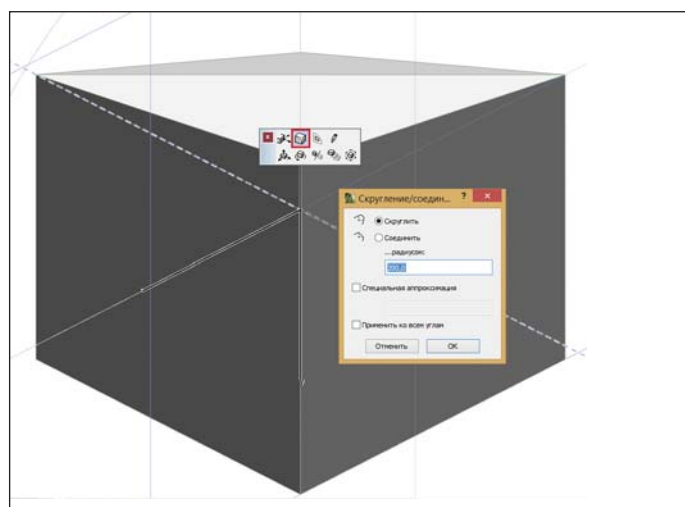 Скругление/соедин... ?
Скруглить
Соединить
...радиусом:
Специальная аппроксимация
Применить ко всем углам
Отменить OK